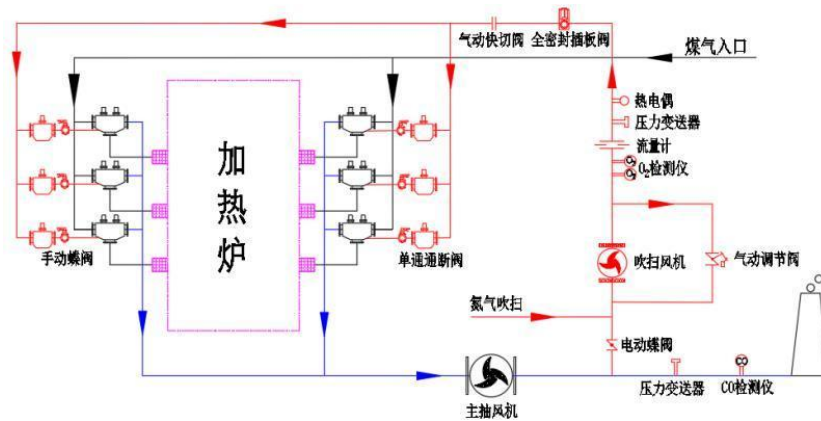 气动快切阀
全密封插板阀
煤气入口
热电偶
压力变送器
流量计
O₂检测仪
加热炉
手动蝶阀
单通通断阀
吹扫风机
气动调节阀
氮气吹扫
电动蝶阀
主抽风机
压力变送器
CO检测仪